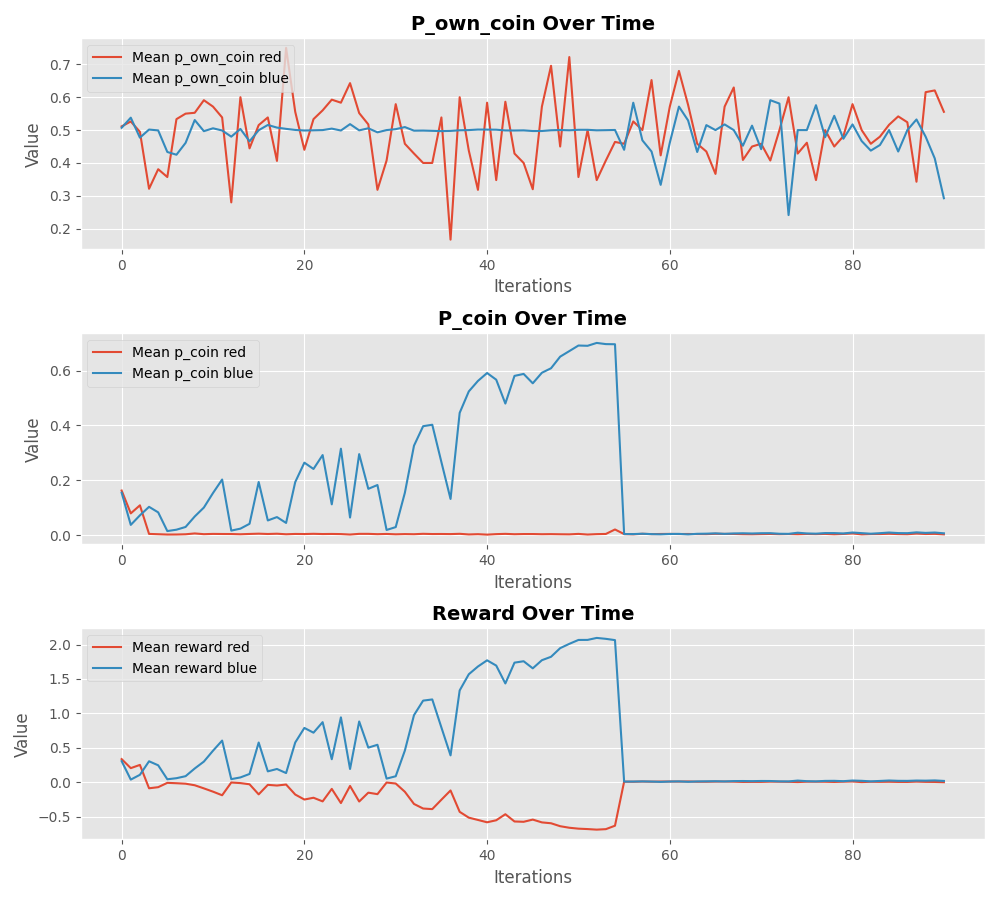 P_own_coin Over Time
Mean p_own_coin red
Mean p_own_coin blue
Value
0.7
0.6
0.5
0.4
0.3
0.2
0 20 40 60 80
Iterations
P_coin Over Time
Mean p_coin red
Mean p_coin blue
Value
0.6
0.4
0.2
0.0
0 20 40 60 80
Iterations
Reward Over Time
Mean reward red
Mean reward blue
Value
2.0
1.5
1.0
0.5
0.0
−0.5
0 20 40 60 80
Iterations